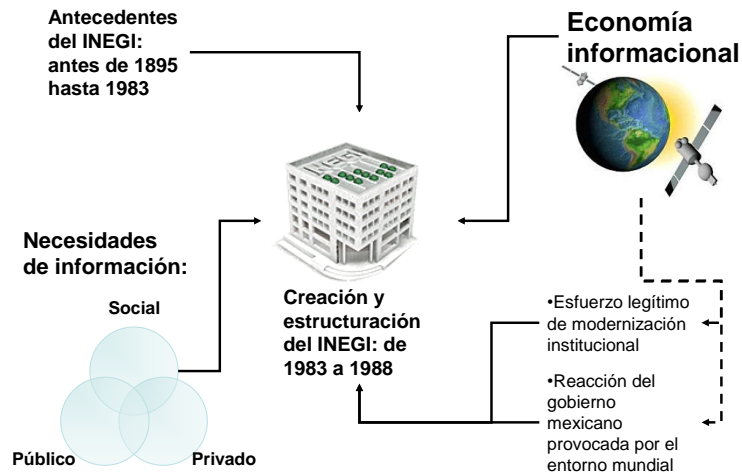 Antecedentes
del INEGI:
antes de 1895
hasta 1983
Economía
informacional
Necesidades
de información:
Social
Público
Privado
Creación y
estructuración
del INEGI: de
1983 a 1988
•Esfuerzo legítimo
de modernización
institucional
•Reacción del
gobierno
mexicano
provocada por el
entorno mundial